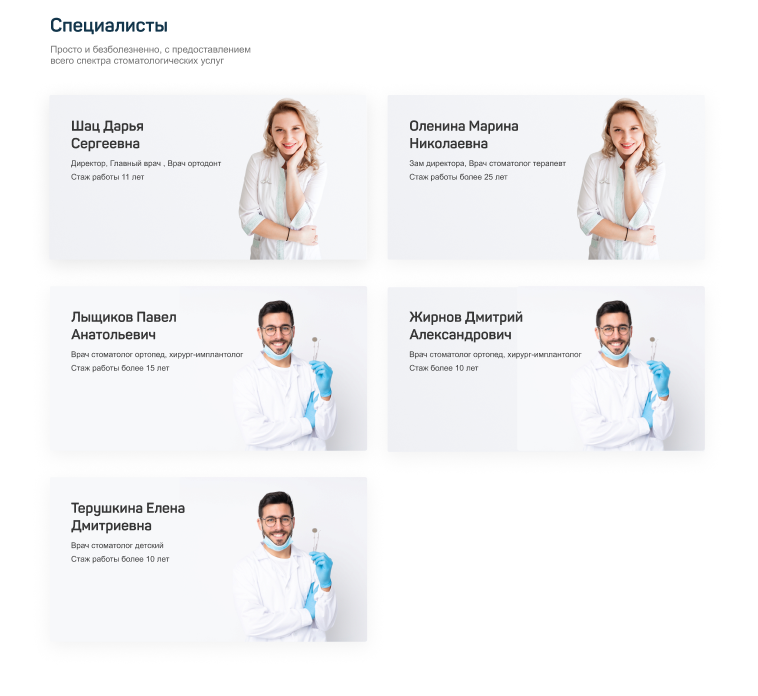 Специалисты
Просто и безболезненно, с предоставлением
всего спектра стоматологических услуг
Шац Дарья
Сергеевна
Директор, Главный врач , Врач ортодонт
Стаж работы 11 лет
Оленина Марина
Николаевна
Зам директора, Врач стоматолог терапевт
Стаж работы более 25 лет
Лыщиков Павел
Анатольевич
Врач стоматолог ортопед, хирург-имплантолог
Стаж работы более 15 лет
Жирнов Дмитрий
Александрович
Врач стоматолог ортопед, хирург-имплантолог
Стаж более 10 лет
Терушкина Елена
Дмитриевна
Врач стоматолог детский
Стаж работы более 10 лет